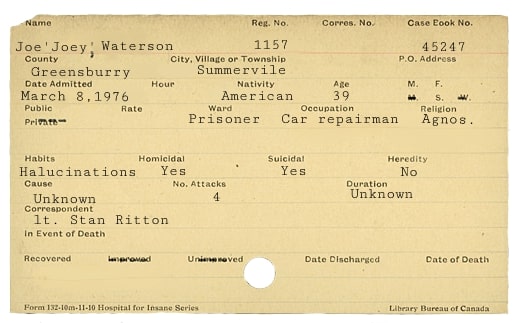 Name Reg. No. Corres. No. Case Book No.
Joe'Joey', Waterson 1157 45247
County City, Village or Township P.O. Address
Greensburry Summervile
Date Admitted Hour Nativity Age M. F.
March 8,1976 American 39 M. S. W.
Public Rate Ward Occupation Religion
Private Prisoner Car repairman Agnos.
Habits Homicidal Suicidal Heredity
Halucinations Yes Yes No
Cause No. Attacks Duration
Unknown 4 Unknown
Correspondent
lt. Stan Ritton
in Event of Death
Recovered Improved Unimproved Date Discharged Date of Death
Form 132-10m-11-10 Hospital for Insane Series Library Bureau of Canada